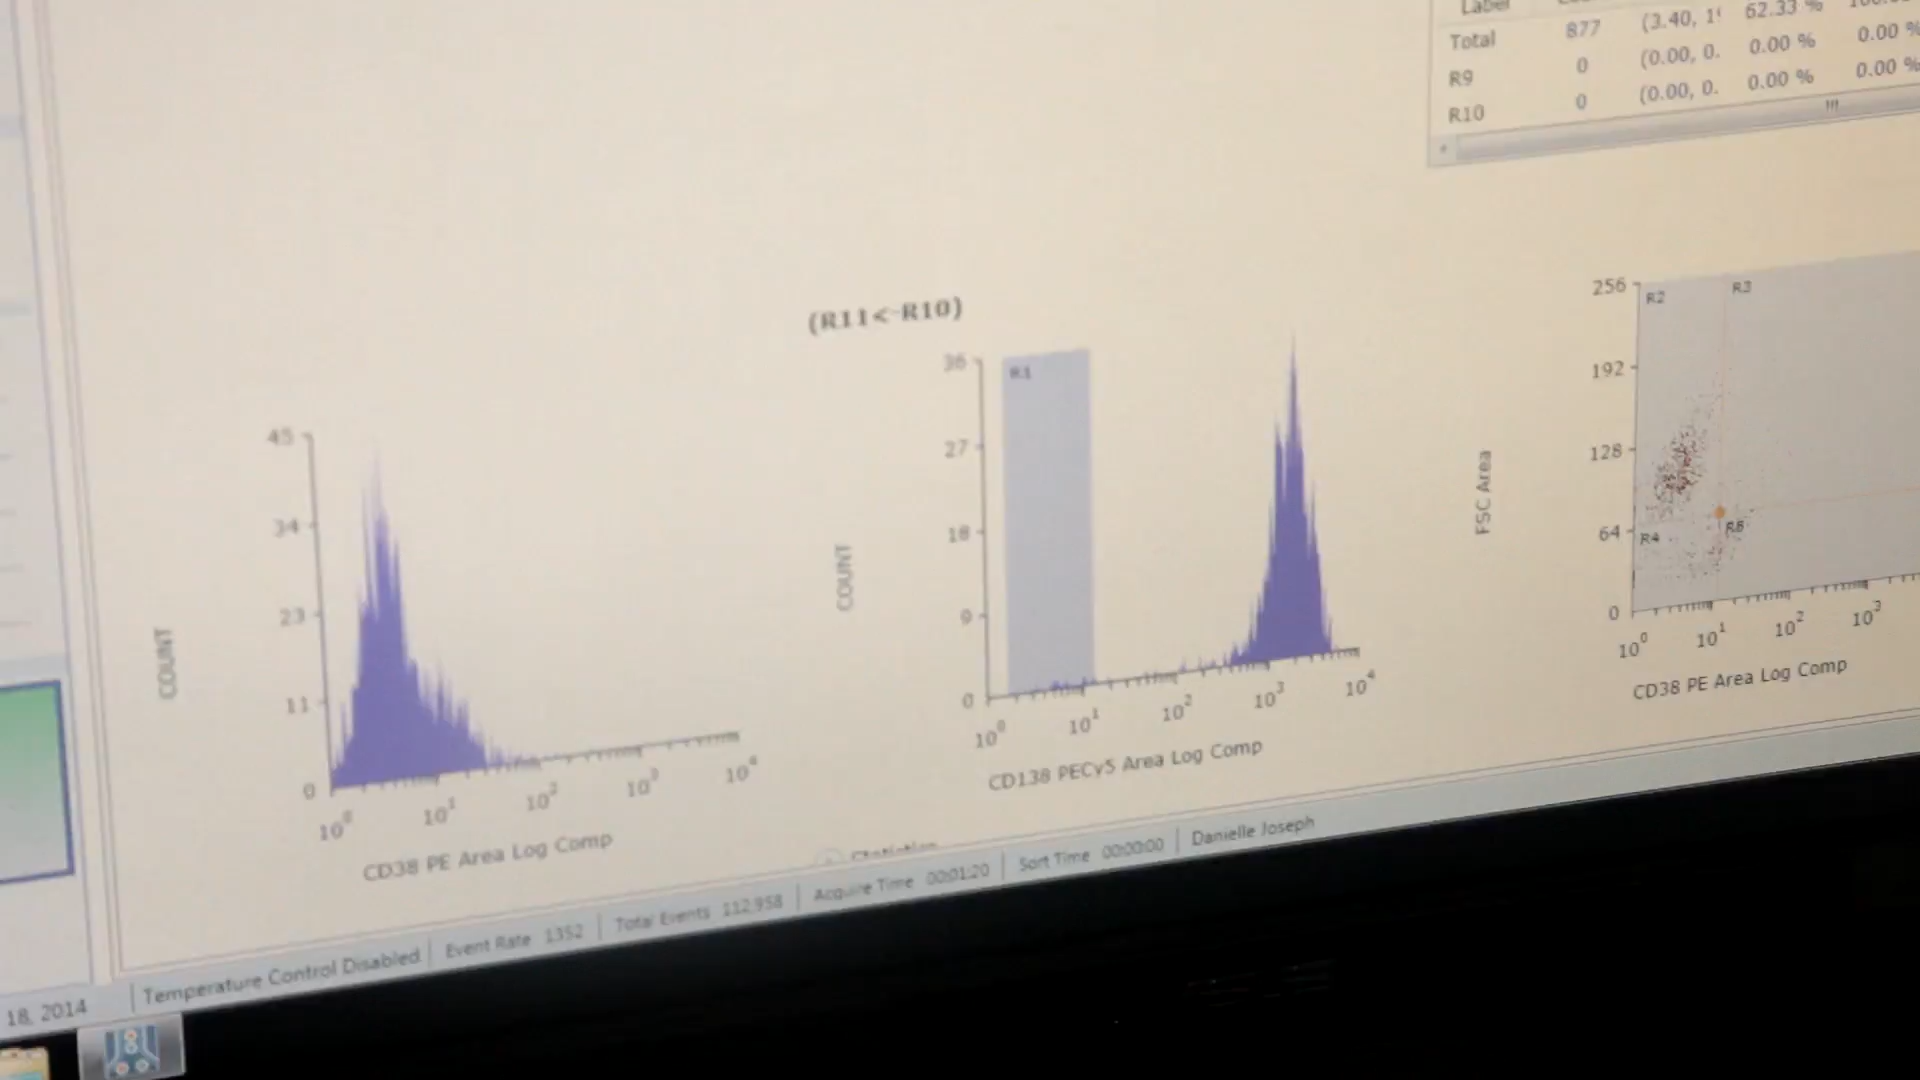 Label
Total 877 (3.40, 62.33 %
R9 0 (0.00, 0. 0.00 % 0.00 %
R10 0 (0.00, 0. 0.00 % 0.00 %
(R11<-R10)
45
34
23
11
0
COUNT
10⁰ 10¹ 10² 10³ 10⁴
CD38 PE Area Log Comp
36
27
18
9
0
R1
COUNT
10⁰ 10¹ 10² 10³ 10⁴
CD138 PECy5 Area Log Comp
256
192
128
64
0
R2 R3
R4
FSC Area
10⁰ 10¹ 10² 10³
CD38 PE Area Log Comp
18, 2014 Temperature Control Disabled Event Rate 1352 Total Events 112,958 Acquire Time 00:01:20 Sort Time 00:00:00 Danielle Joseph